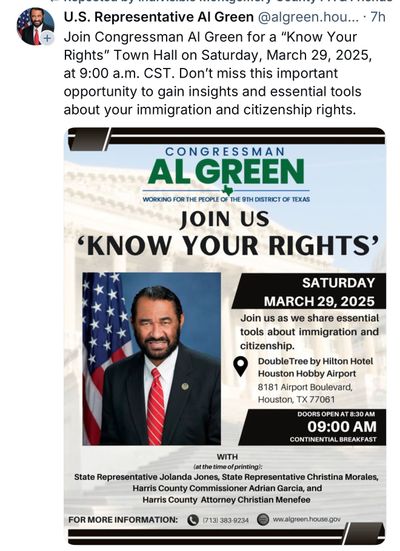 U.S. Representative Al Green @algreen.hou... · 7h
Join Congressman Al Green for a “Know Your
Rights” Town Hall on Saturday, March 29, 2025,
at 9:00 a.m. CST. Don’t miss this important
opportunity to gain insights and essential tools
about your immigration and citizenship rights.
CONGRESSMAN
AL GREEN
WORKING FOR THE PEOPLE OF THE 9TH DISTRICT OF TEXAS
JOIN US
‘KNOW YOUR RIGHTS’
SATURDAY
MARCH 29, 2025
Join us as we share essential
tools about immigration and
citizenship.
DoubleTree by Hilton Hotel
Houston Hobby Airport
8181 Airport Boulevard,
Houston, TX 77061
DOORS OPEN AT 8:30 AM
09:00 AM
CONTINENTAL BREAKFAST
WITH
(at the time of printing):
State Representative Jolanda Jones, State Representative Christina Morales,
Harris County Commissioner Adrian Garcia, and
Harris County Attorney Christian Menefee
FOR MORE INFORMATION: (713) 383-9234 ww.algreen.house.gov